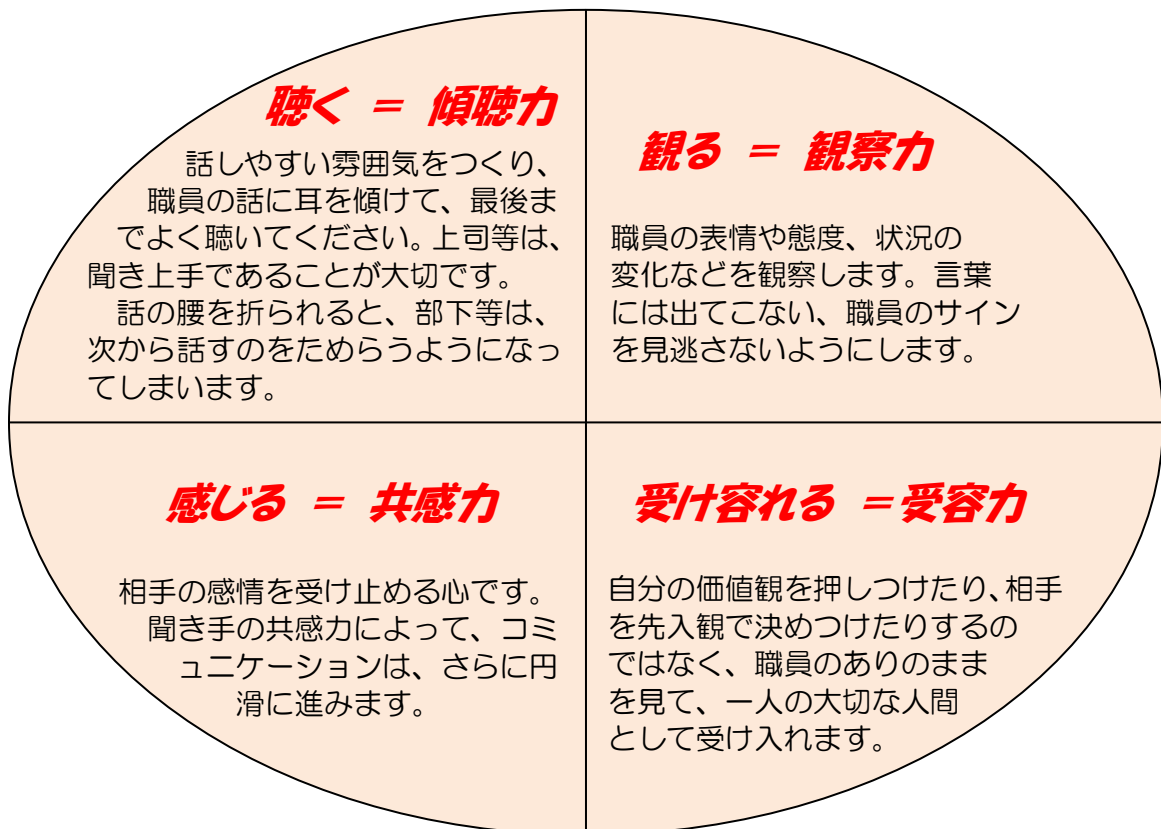 聴く = 傾聴力
話しやすい雰囲気をつくり、
職員の話に耳を傾けて、最後ま
でよく聴いてください。上司等は、
聞き上手であることが大切です。
話の腰を折られると、部下等は、
次から話すのをためらうようになっ
てしまいます。
観る = 観察力
職員の表情や態度、状況の
変化などを観察します。言葉
には出てこない、職員のサイン
を見逃さないようにします。
感じる = 共感力
相手の感情を受け止める心です。
聞き手の共感力によって、コミ
ュニケーションは、さらに円
滑に進みます。
受け容れる =受容力
自分の価値観を押しつけたり、相手
を先入観で決めつけたりするの
ではなく、職員のありのまま
を見て、一人の大切な人間
として受け入れます。